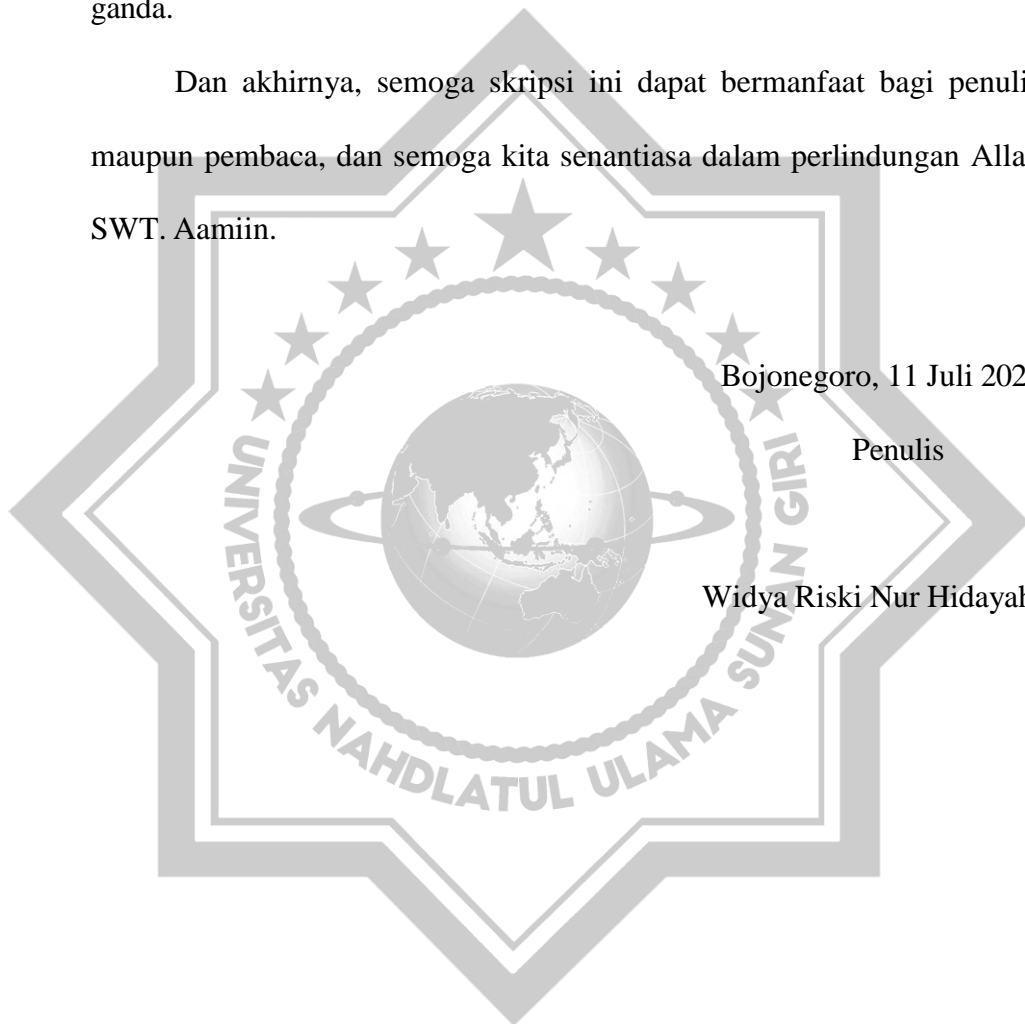 ganda.
Dan akhirnya, semoga skripsi ini dapat bermanfaat bagi penuli
maupun pembaca, dan semoga kita senantiasa dalam perlindungan Alla
SWT. Aamiin.
Bojonegoro, 11 Juli 202
Penulis
Widya Riski Nur Hidayah
UNIVERSITAS NAHDLATUL ULAMA SUNAN GIRI